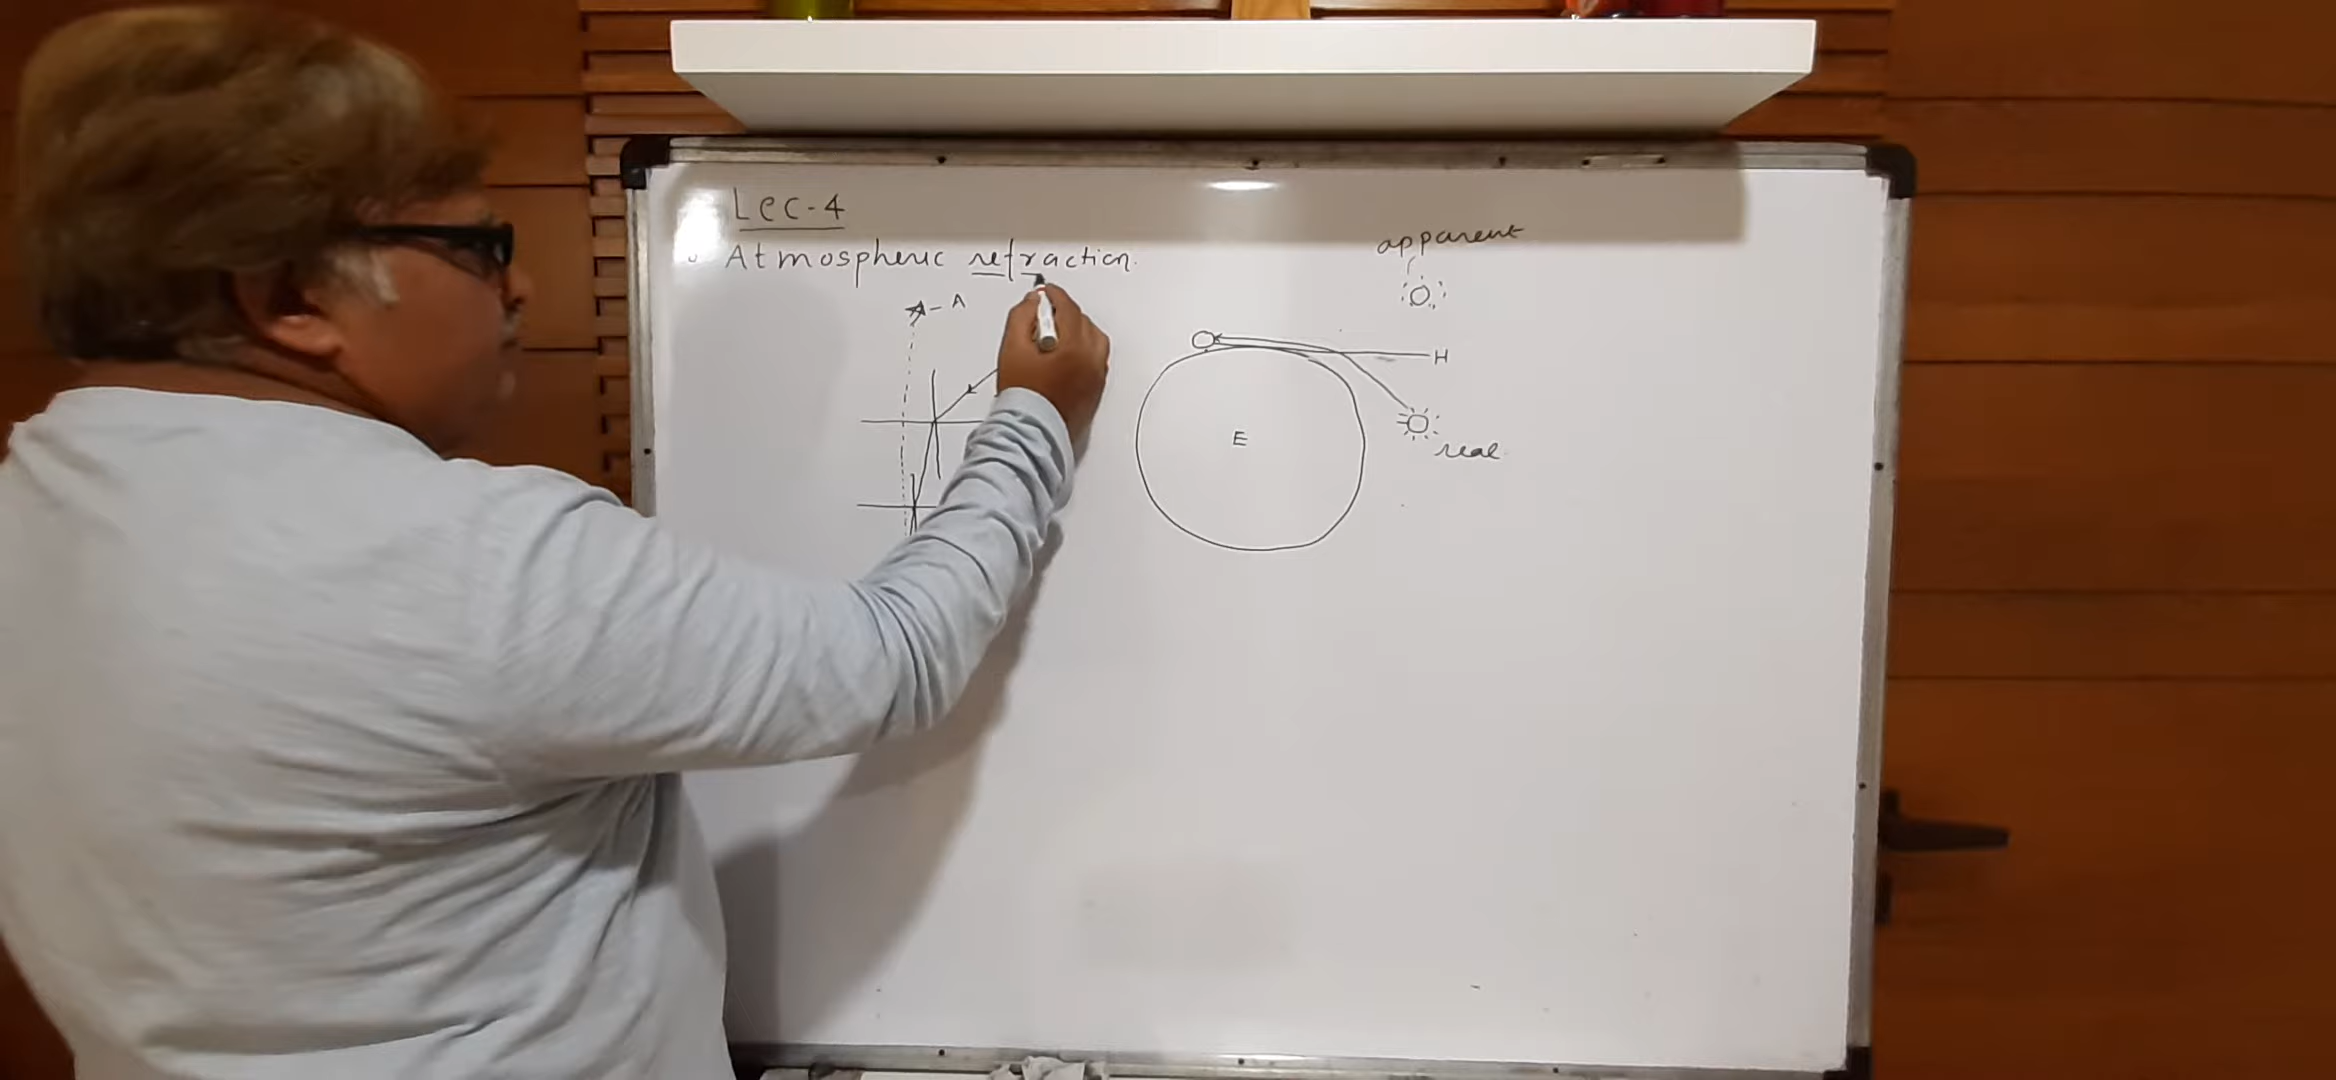 Lec-4
Atmospheric refraction.
A
apparent
H
E
real